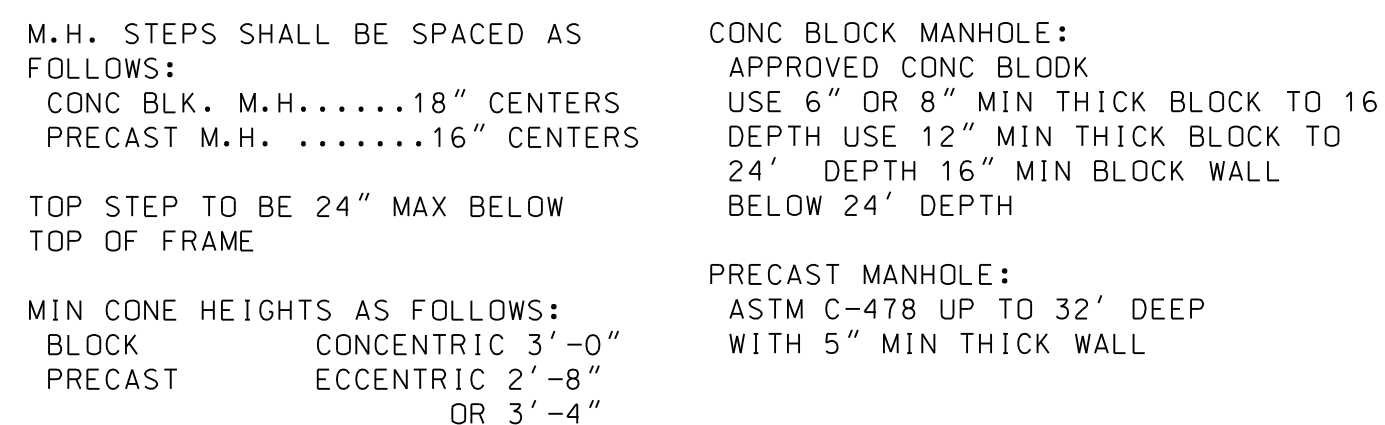 M.H. STEPS SHALL BE SPACED AS
FOLLOWS:
CONC BLK. M.H......18" CENTERS
PRECAST M.H. .......16" CENTERS
TOP STEP TO BE 24" MAX BELOW
TOP OF FRAME
MIN CONE HEIGHTS AS FOLLOWS:
BLOCK CONCENTRIC 3'-0"
PRECAST ECCENTRIC 2'-8"
OR 3'-4"
CONC BLOCK MANHOLE:
APPROVED CONC BLODK
USE 6" OR 8" MIN THICK BLOCK TO 16
DEPTH USE 12" MIN THICK BLOCK TO
24' DEPTH 16" MIN BLOCK WALL
BELOW 24' DEPTH
PRECAST MANHOLE:
ASTM C-478 UP TO 32' DEEP
WITH 5" MIN THICK WALL